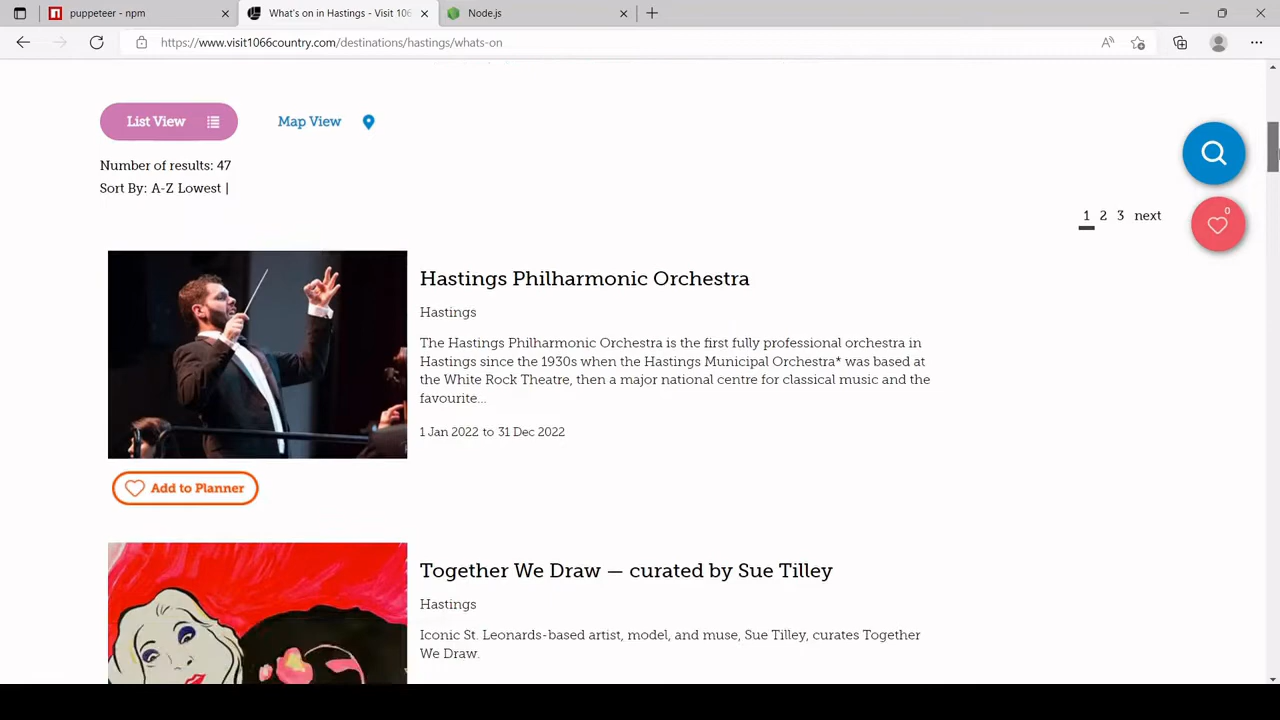 puppeteer - npm
What's on in Hastings - Visit 106
Node.js
https://www.visit1066country.com/destinations/hastings/whats-on
List View
Map View
Number of results: 47
Sort By: A-Z Lowest |
1 2 3 next
0
Hastings Philharmonic Orchestra
Hastings
The Hastings Philharmonic Orchestra is the first fully professional orchestra in
Hastings since the 1930s when the Hastings Municipal Orchestra* was based at
the White Rock Theatre, then a major national centre for classical music and the
favourite...
1 Jan 2022 to 31 Dec 2022
Add to Planner
Together We Draw — curated by Sue Tilley
Hastings
Iconic St. Leonards-based artist, model, and muse, Sue Tilley, curates Together
We Draw.